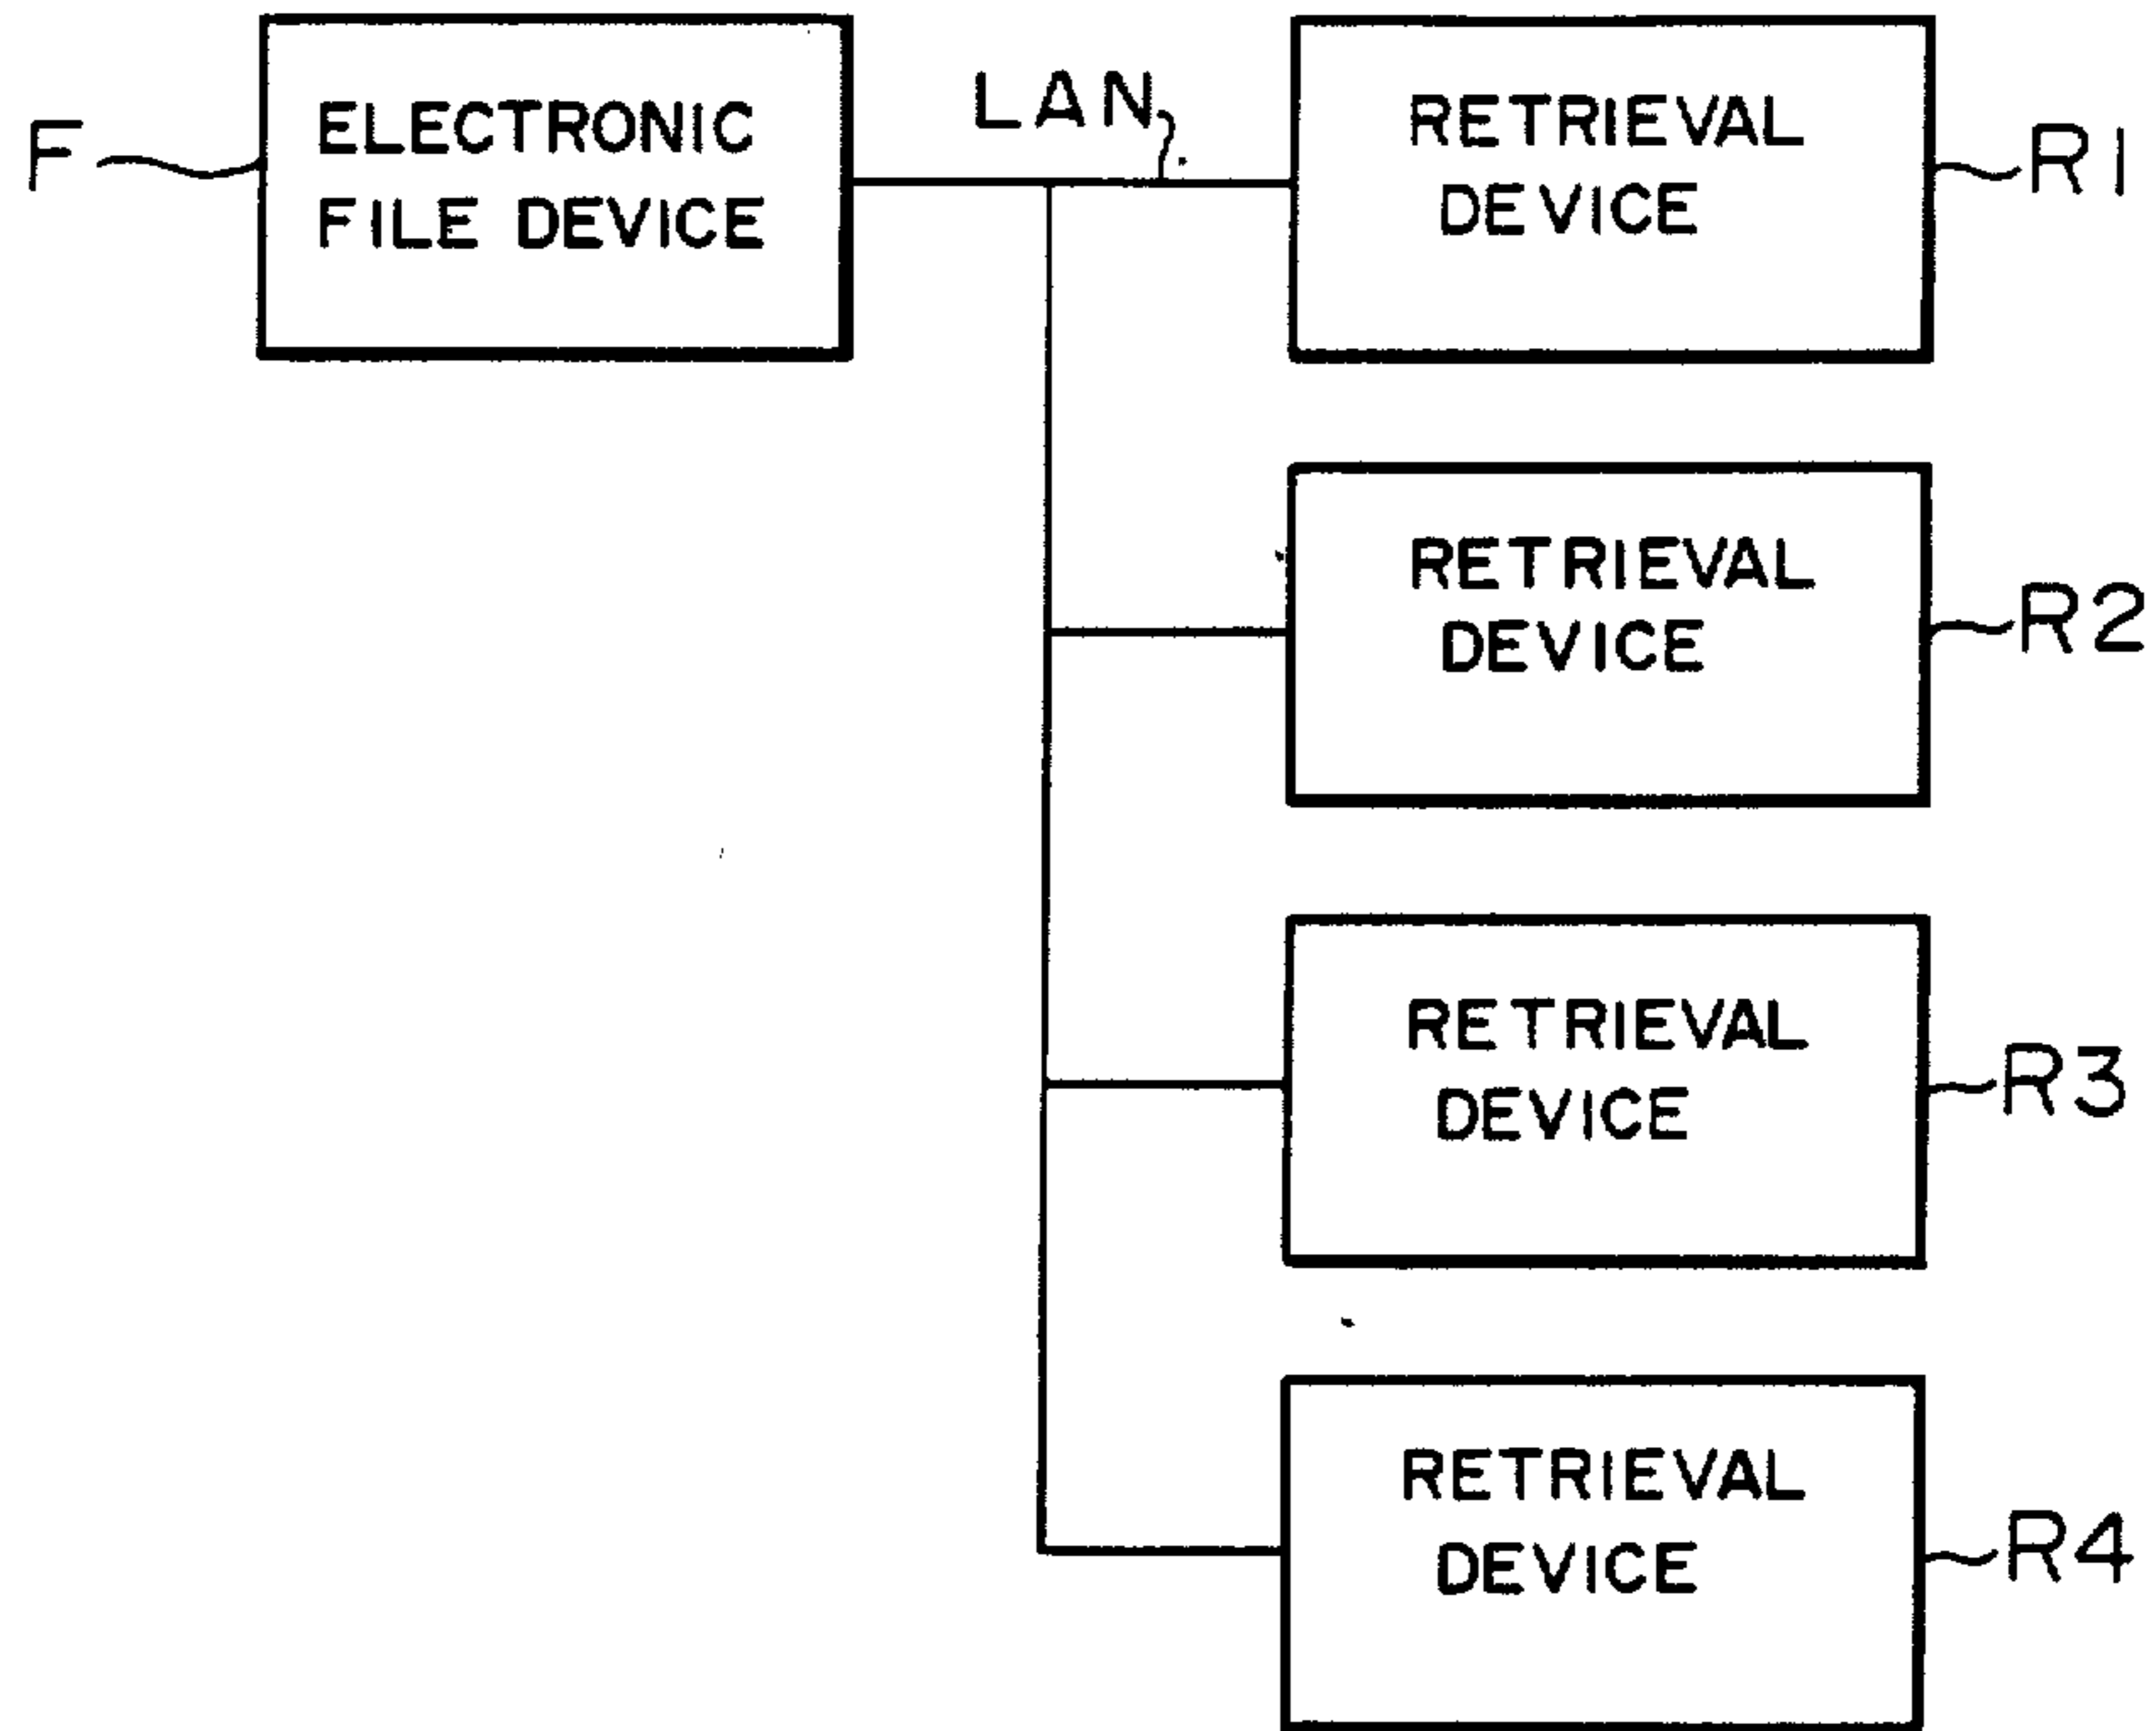 F
ELECTRONIC
FILE DEVICE
LAN
RETRIEVAL
DEVICE
R1
RETRIEVAL
DEVICE
R2
RETRIEVAL
DEVICE
R3
RETRIEVAL
DEVICE
R4